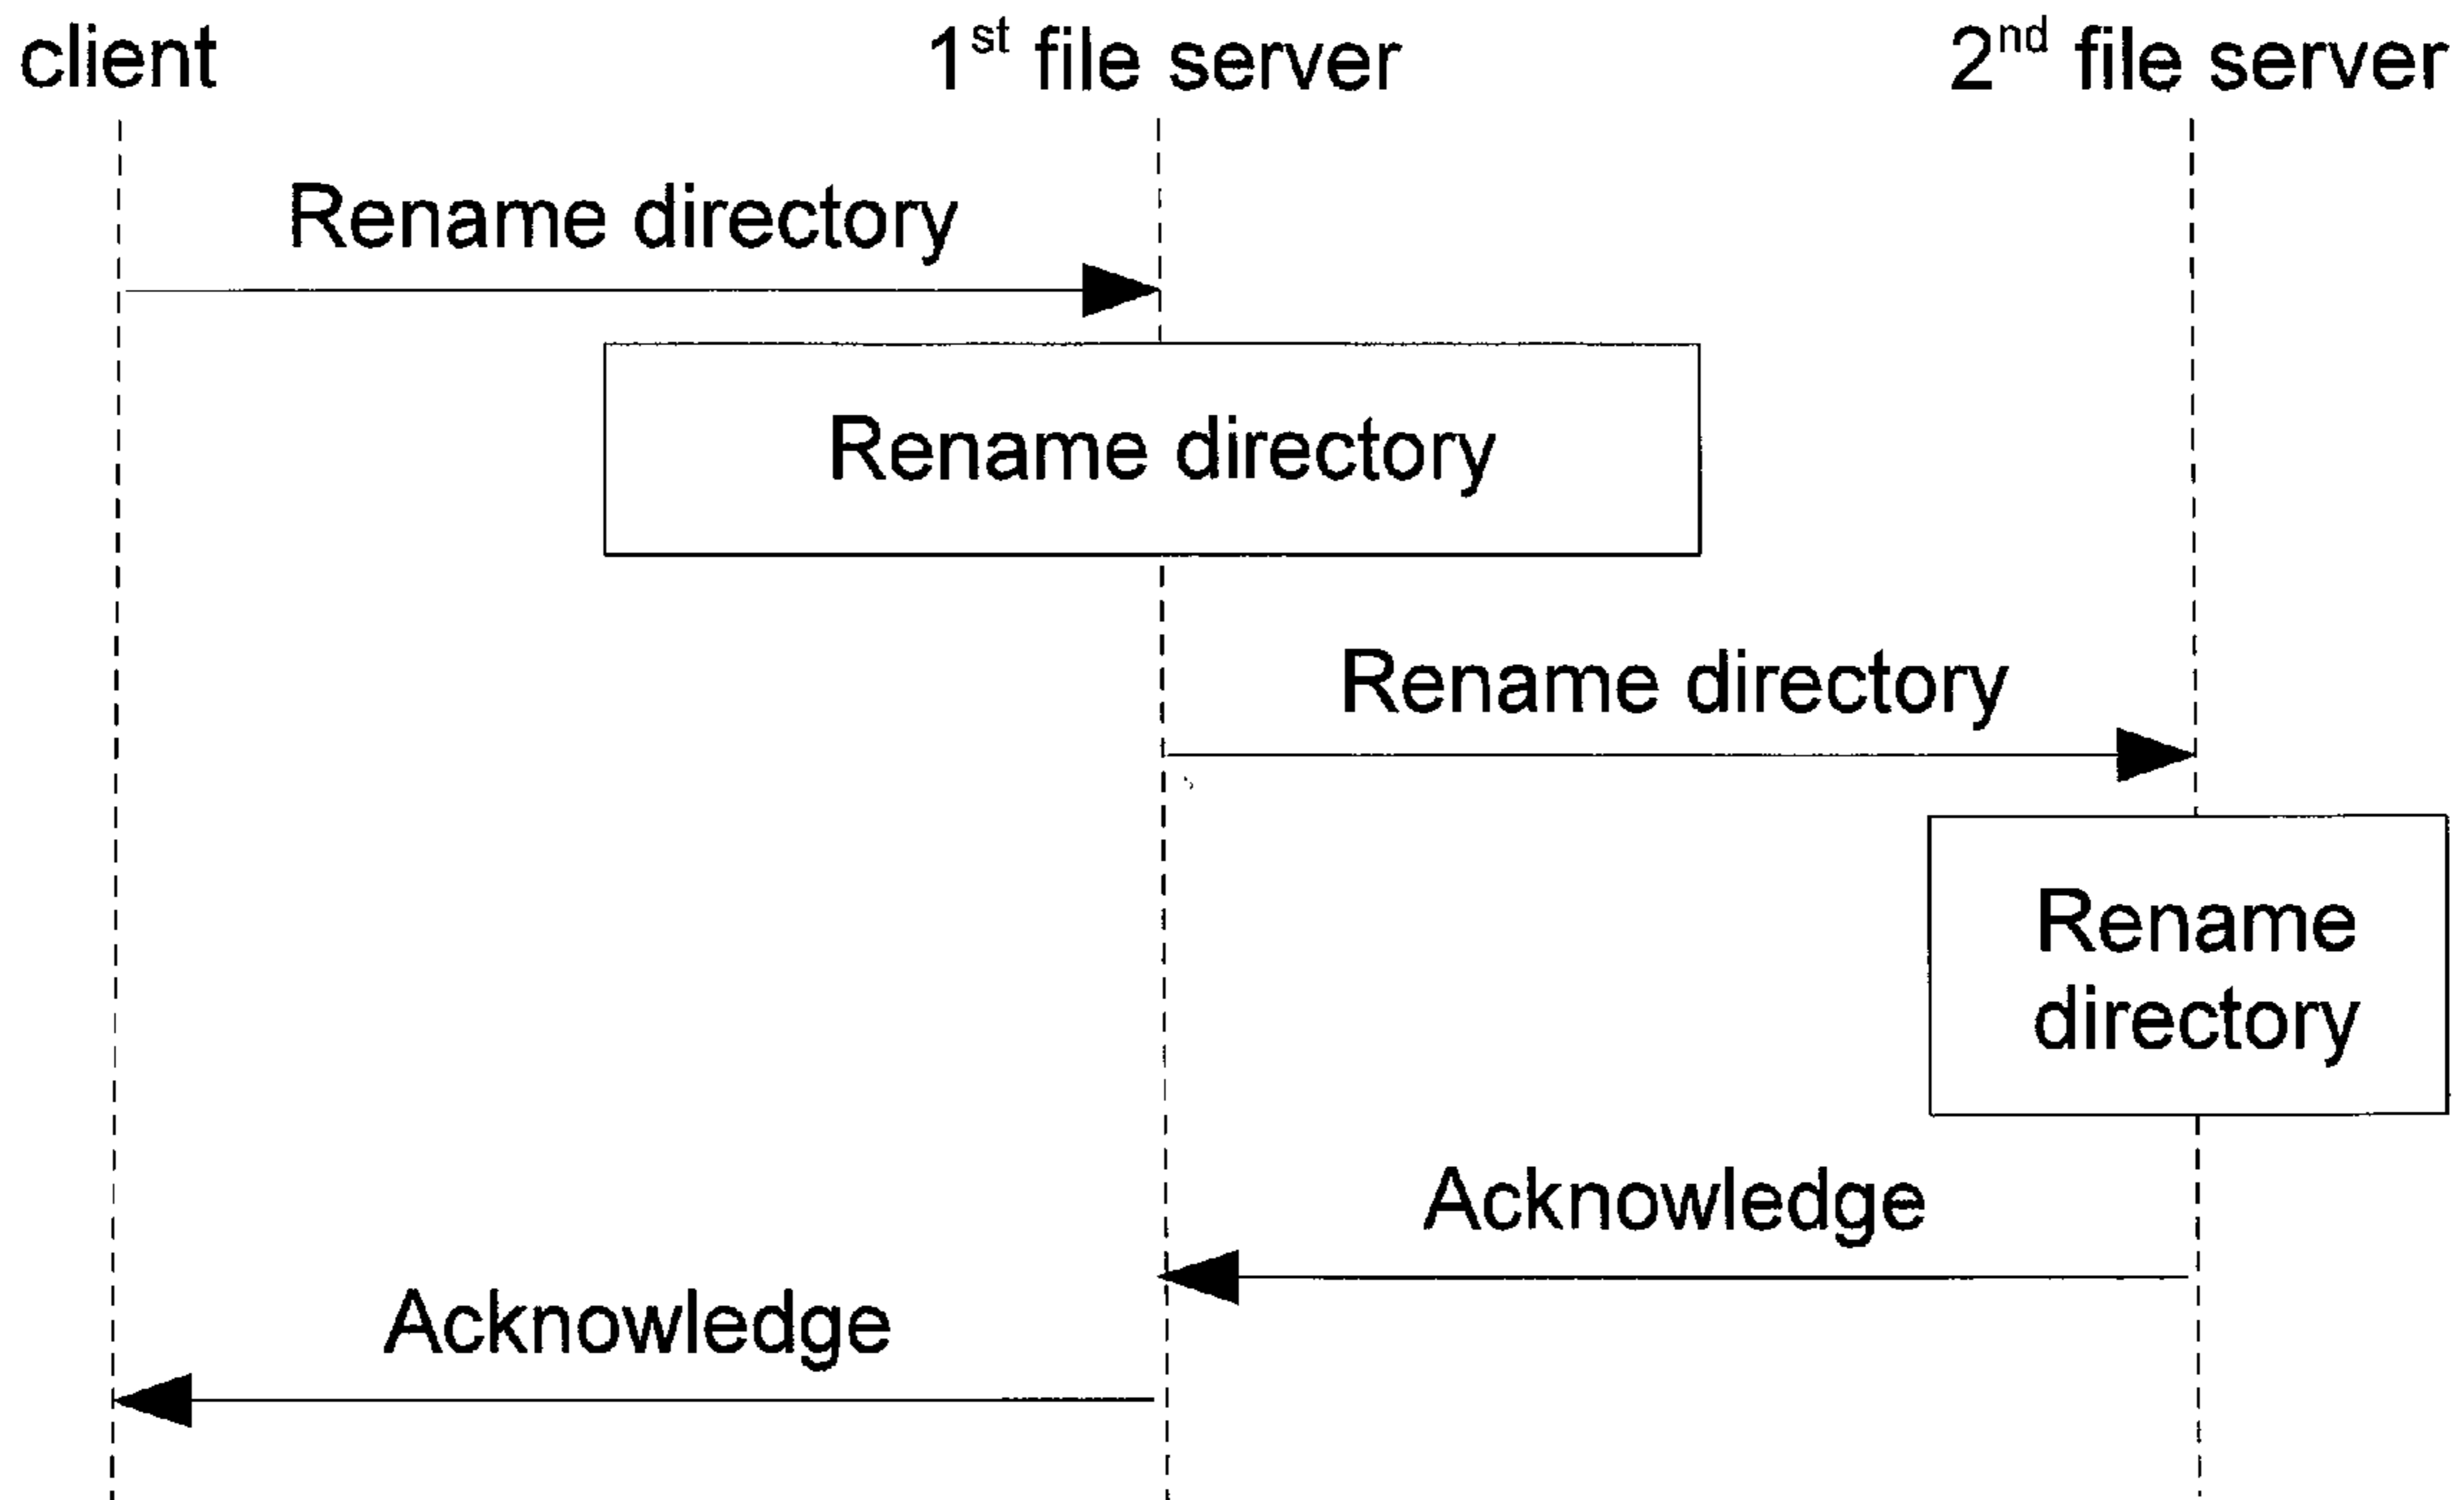 client
1st file server
2nd file server
Rename directory
Rename directory
Rename directory
Rename
directory
Acknowledge
Acknowledge